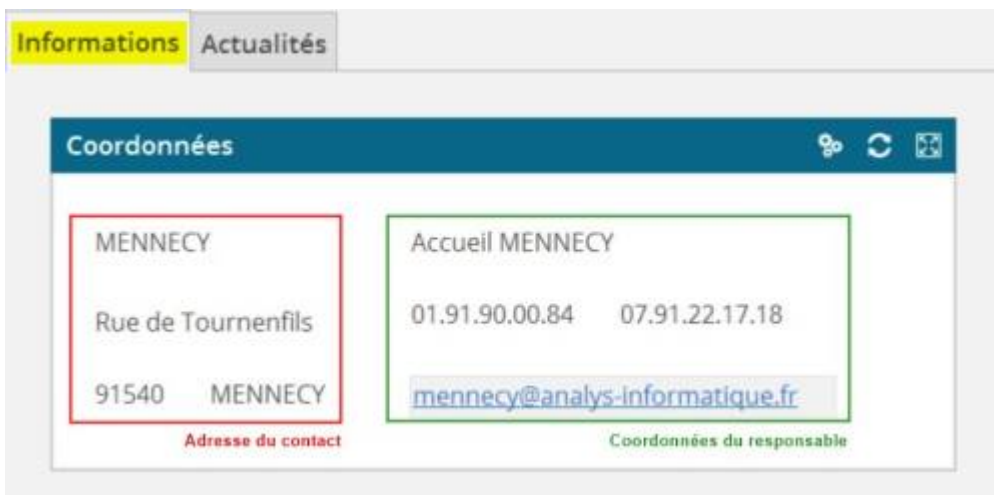 Informations Actualités
Coordonnées
MENNECY
Rue de Tournenfils
91540 MENNECY
Adresse du contact
Accueil MENNECY
01.91.90.00.84 07.91.22.17.18
mennecy@analys-informatique.fr
Coordonnées du responsable